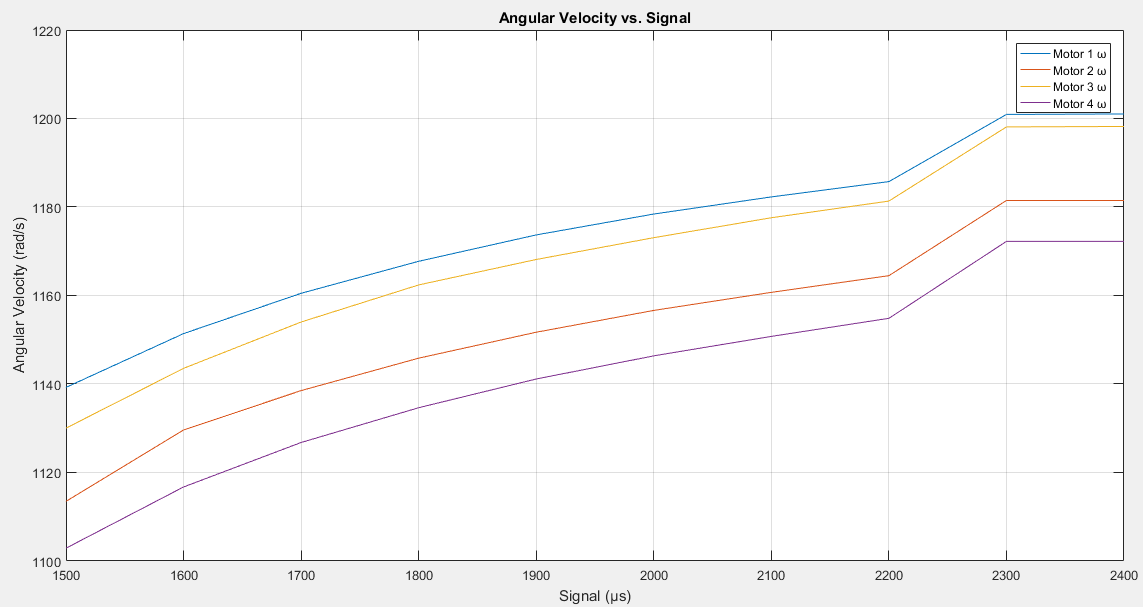 Angular Velocity vs. Signal
1220
1200
1180
1160
1140
1120
1100
Angular Velocity (rad/s)
Motor 1 ω
Motor 2 ω
Motor 3 ω
Motor 4 ω
1500 1600 1700 1800 1900 2000 2100 2200 2300 2400
Signal (μs)